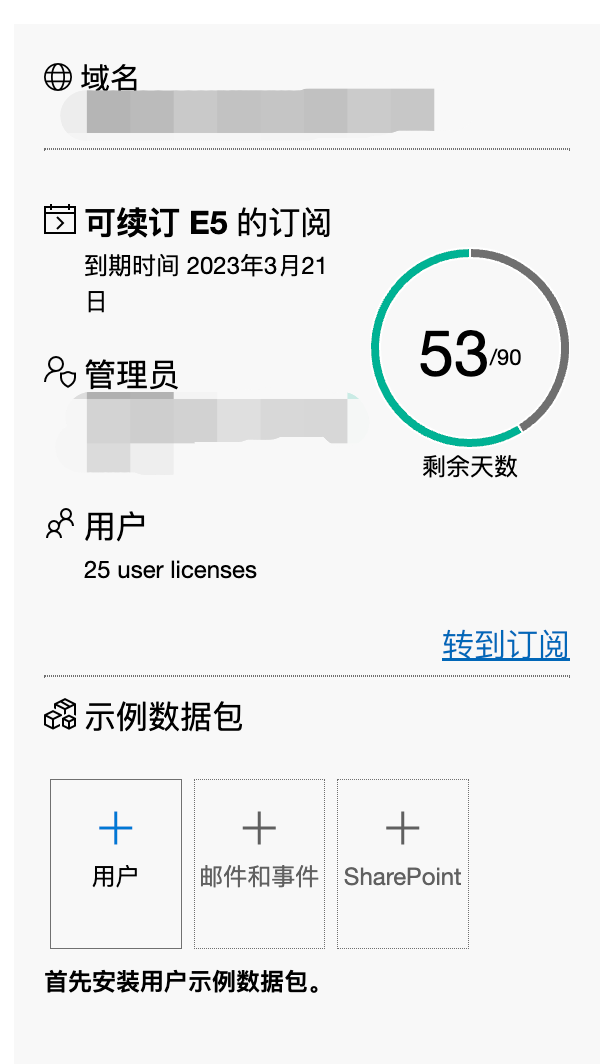 域名
可续订 E5 的订阅
到期时间 2023年3月21
日
53/90
剩余天数
管理员
用户
25 user licenses
转到订阅
示例数据包
用户
邮件和事件
SharePoint
首先安装用户示例数据包。